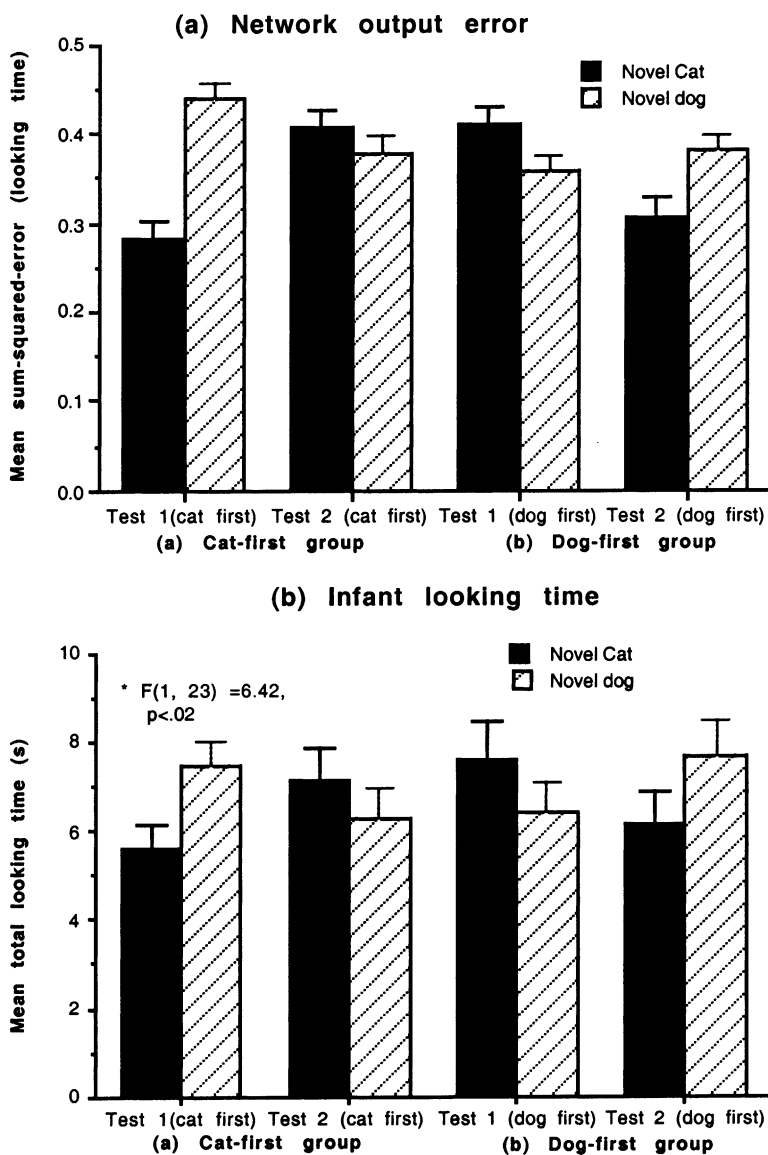 (a) Network output error
Mean sum-squared-error (looking time)
0.5
0.4
0.3
0.2
0.1
0.0
Novel Cat
Novel dog
Test 1(cat first) Test 2 (cat first) Test 1 (dog first) Test 2 (dog first)
(a) Cat-first group (b) Dog-first group
(b) Infant looking time
Mean total looking time (s)
10
8
6
4
2
0
* F(1, 23) =6.42,
p<.02
Novel Cat
Novel dog
Test 1(cat first) Test 2 (cat first) Test 1 (dog first) Test 2 (dog first)
(a) Cat-first group (b) Dog-first group